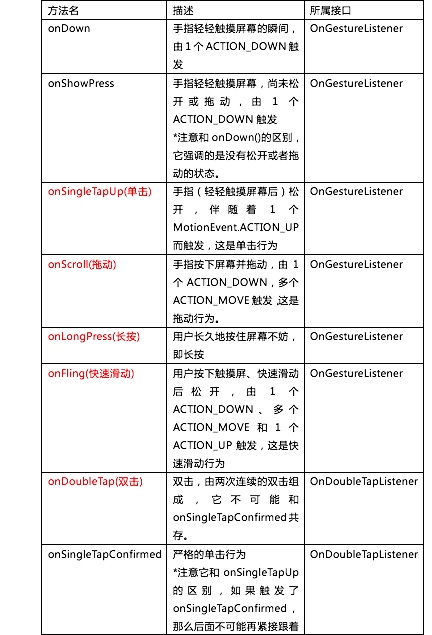 方法名 描述 所属接口
onDown 手指轻轻触摸屏幕的瞬间, OnGestureListener
由1个 ACTION_DOWN 触
发
onShowPress 手指轻轻触摸屏幕,尚未松 OnGestureListener
开或拖动,由 1 个
ACTION_DOWN 触发
*注意和 onDown()的区别,
它强调的是没有松开或者拖
动的状态。
onSingleTapUp(单击) 手指(轻轻触摸屏幕后)松 OnGestureListener
开,伴随着 1 个
MotionEvent.ACTION_UP
而触发,这是单击行为
onScroll(拖动) 手指按下屏幕并拖动,由 1 OnGestureListener
个 ACTION_DOWN,多个
ACTION_MOVE 触发,这是
拖动行为。
onLongPress(长按) 用户长久地按住屏幕不妨, OnGestureListener
即长按
onFling(快速滑动) 用户按下触摸屏、快速滑动 OnGestureListener
后松开,由 1 个
ACTION_DOWN、多个
ACTION_MOVE 和 1 个
ACTION_UP 触发,这是快
速滑动行为
onDoubleTap(双击) 双击,由两次连续的双击组 OnDoubleTapListener
成,它不可能和
onSingleTapConfirmed 共
存。
onSingleTapConfirmed 严格的单击行为 OnDoubleTapListener
*注意它和 onSingleTapUp
的区别,如果触发了
onSingleTapConfirmed,
那么后面不可能再紧接跟着